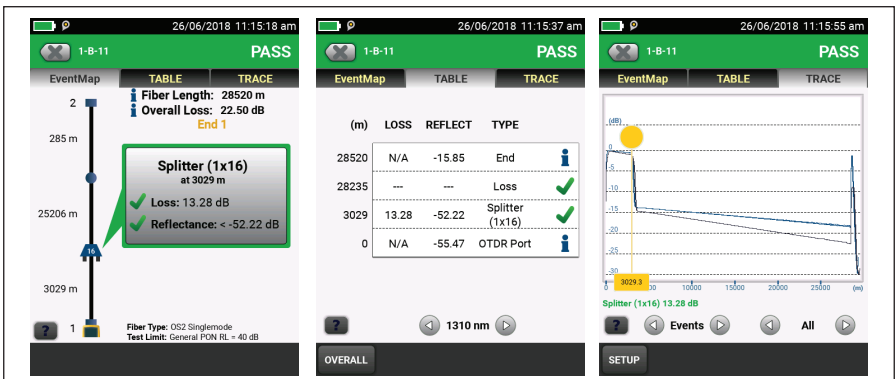 26/06/2018 11:15:18 am
1-B-11 PASS
EventMap TABLE TRACE
Fiber Length: 28520 m
Overall Loss: 22.50 dB
End 1
2
285 m
Splitter (1x16)
at 3029 m
Loss: 13.28 dB
Reflectance: < -52.22 dB
25206 m
16
3029 m
1
Fiber Type: OS2 Singlemode
Test Limit: General PON RL = 40 dB
?
26/06/2018 11:15:37 am
1-B-11 PASS
EventMap TABLE TRACE
(m) LOSS REFLECT TYPE
28520 N/A -15.85 End
28235 --- --- Loss
3029 13.28 -52.22 Splitter
(1x16)
0 N/A -55.47 OTDR Port
? 1310 nm
OVERALL
26/06/2018 11:15:55 am
1-B-11 PASS
EventMap TABLE TRACE
(dB)
0
-5
-10
-15
-20
-25
-30
3029.3
0 10000 15000 20000 25000 (m)
Splitter (1x16) 13.28 dB
? Events All
SETUP